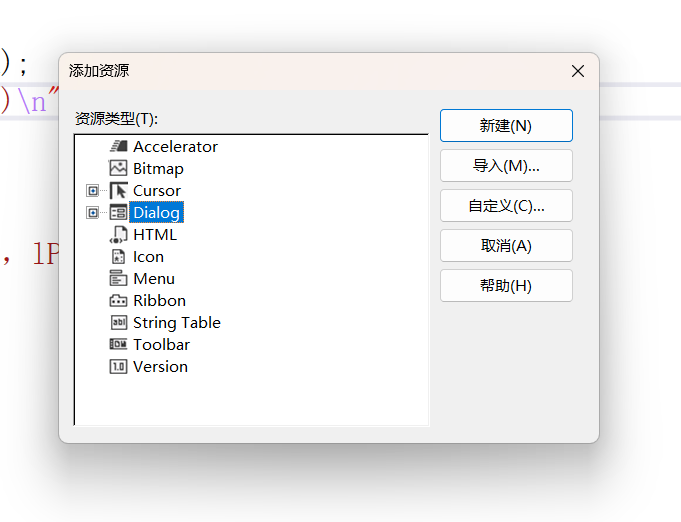 );
添加资源
)\n"
资源类型(T):
新建(N)
Accelerator
Bitmap
导入(M)...
Cursor
Dialog
自定义(C)...
HTML
, lP
取消(A)
Icon
Menu
帮助(H)
Ribbon
String Table
Toolbar
Version